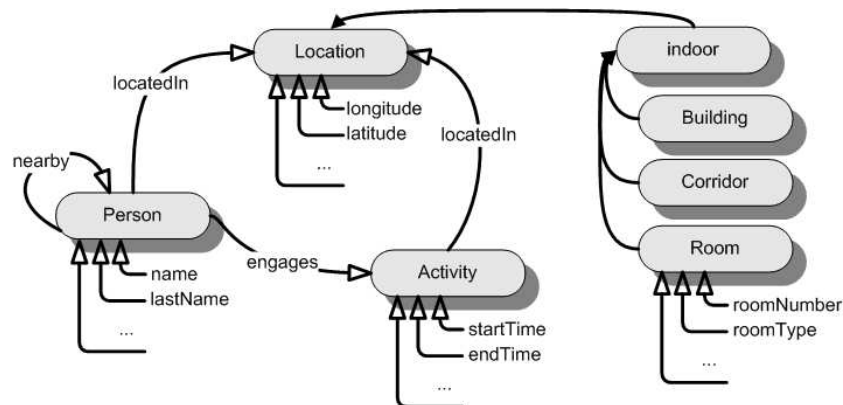 Location
indoor
locatedIn
longitude
latitude
...
locatedIn
Building
nearby
Corridor
Person
Room
engages
Activity
name
lastName
...
roomNumber
roomType
...
startTime
endTime
...